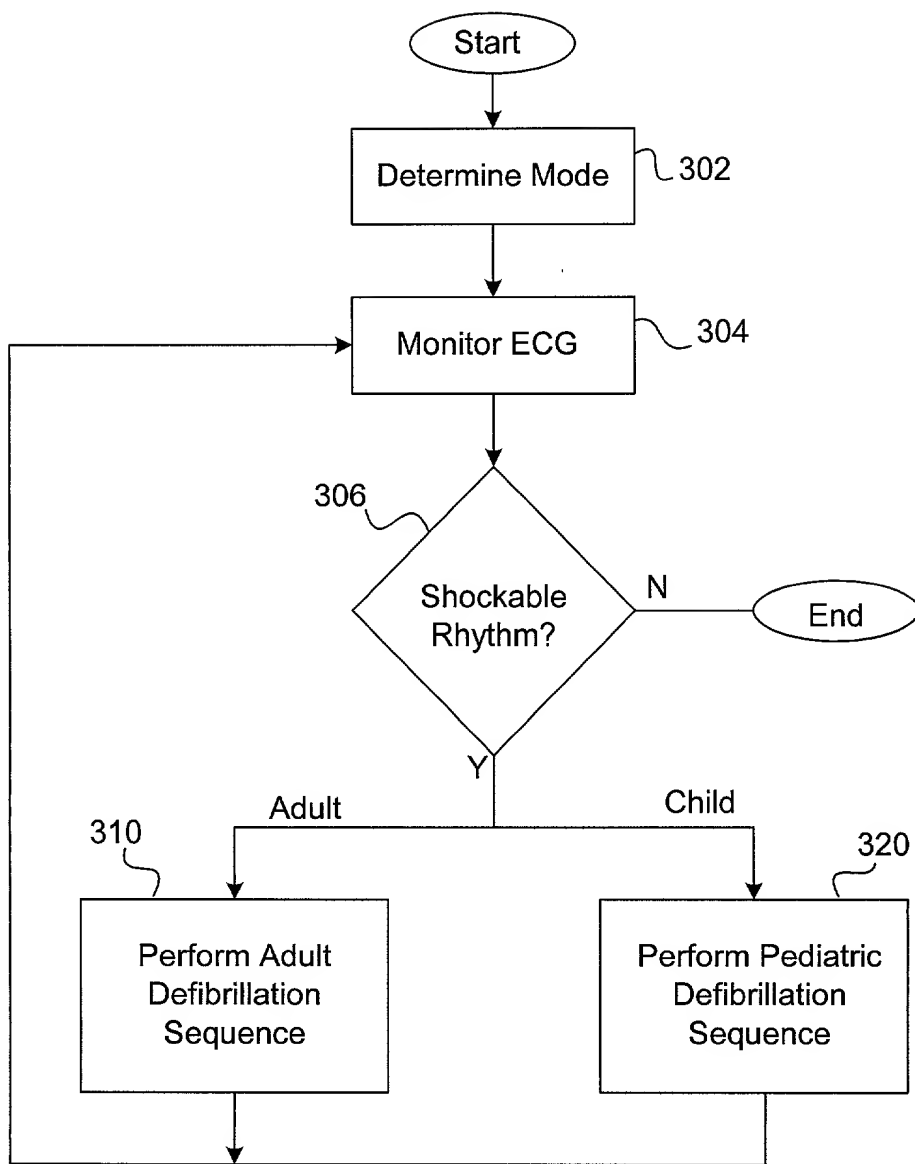 Start
Determine Mode
302
Monitor ECG
304
306
Shockable
Rhythm?
N
End
Y
Adult
Child
310
320
Perform Adult
Defibrillation
Sequence
Perform Pediatric
Defibrillation
Sequence